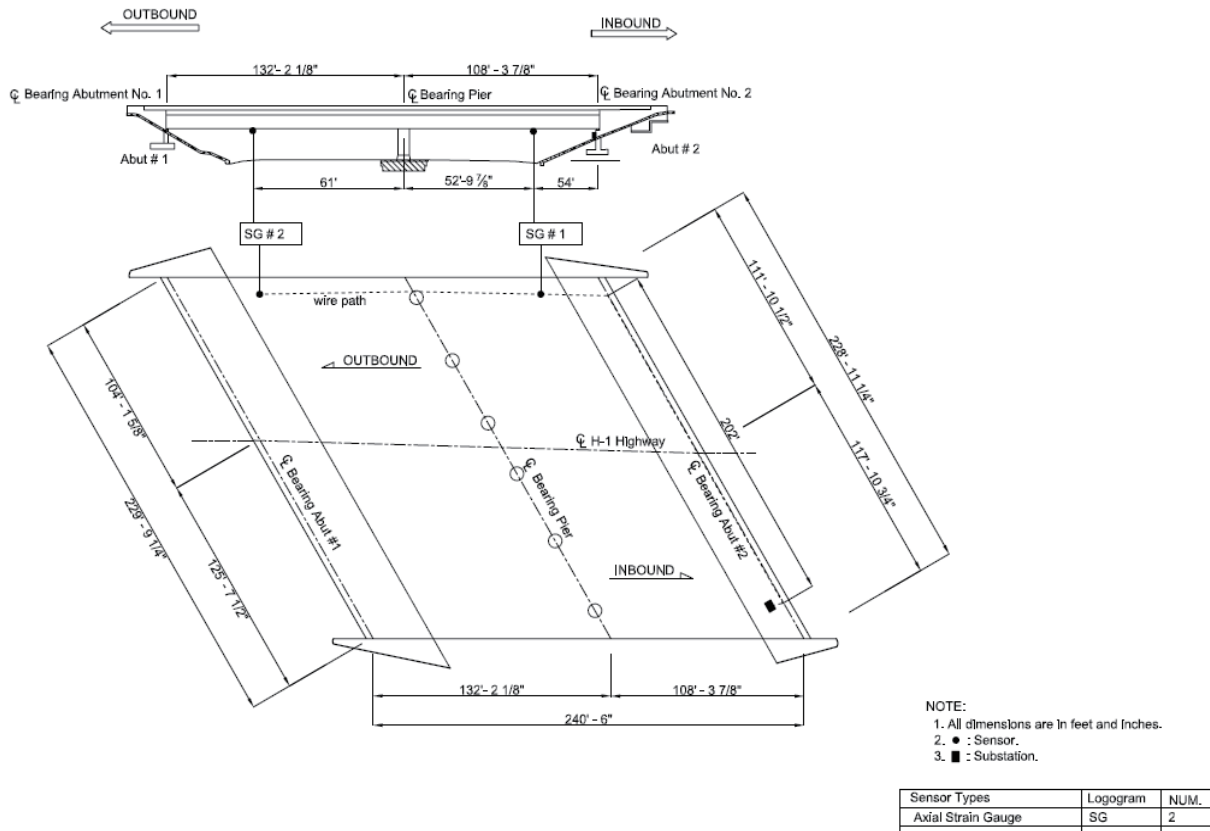 OUTBOUND
INBOUND
132'- 2 1/8"
108' - 3 7/8"
℄ Bearing Abutment No. 1
℄ Bearing Pier
℄ Bearing Abutment No. 2
Abut # 1
Abut # 2
61'
52'-9 ⅞"
54'
SG # 2
SG # 1
wire path
111' - 10 1/2"
228' - 11 1/4"
OUTBOUND
104' - 1 5/8"
202'
℄ H-1 Highway
117' - 10 3/4"
℄ Bearing Abut #1
℄ Bearing Pier
℄ Bearing Abut #2
229' - 9 1/4"
125' - 7 1/2"
INBOUND
132'- 2 1/8"
108' - 3 7/8"
240' - 6"
NOTE:
1. All dimensions are in feet and inches.
2. ● : Sensor.
3. ■ : Substation.
Sensor Types Logogram NUM.
Axial Strain Gauge SG 2